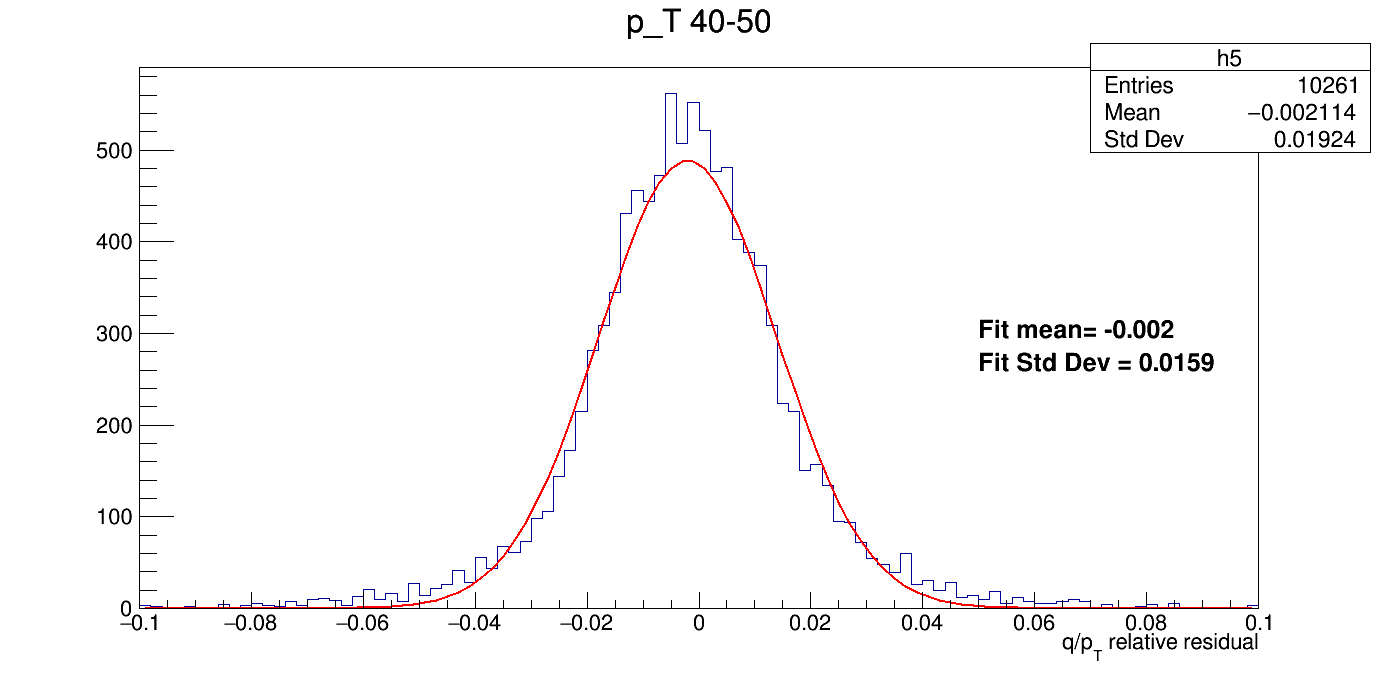 p_T 40-50
h5
Entries 10261
Mean −0.002114
Std Dev 0.01924
500
400
300
200
100
0
Fit mean= -0.002
Fit Std Dev = 0.0159
−0.1 −0.08 −0.06 −0.04 −0.02 0 0.02 0.04 0.06 0.08 0.1
q/p_T relative residual